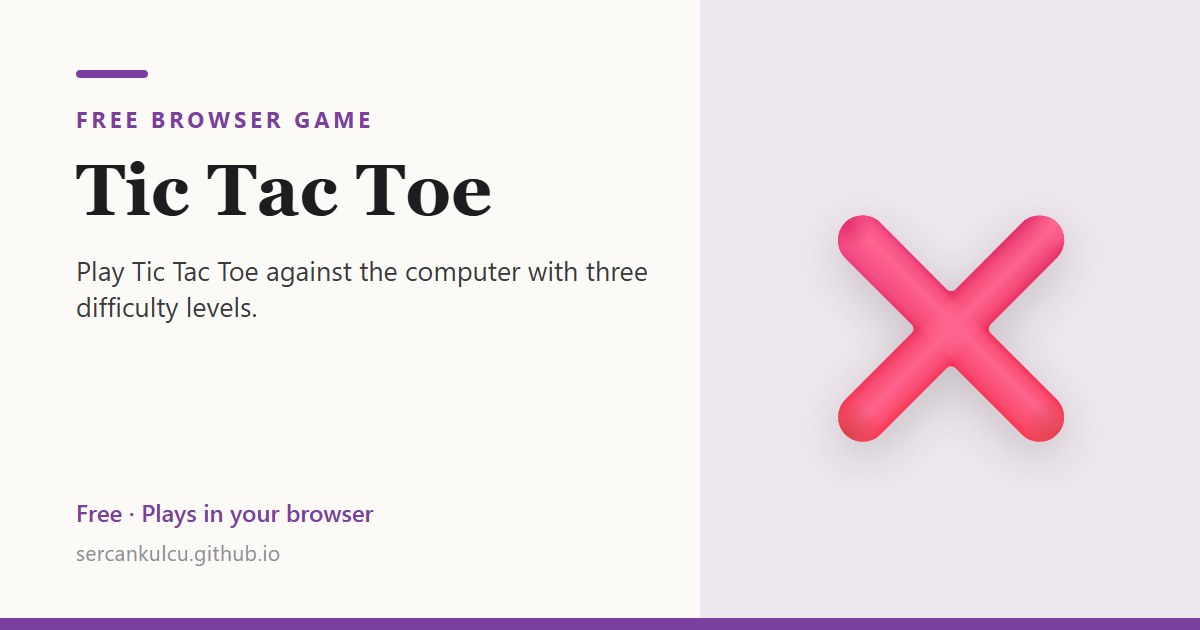 FREE BROWSER GAME
Tic Tac Toe
Play Tic Tac Toe against the computer with three
difficulty levels.
Free · Plays in your browser
sercankulcu.github.io